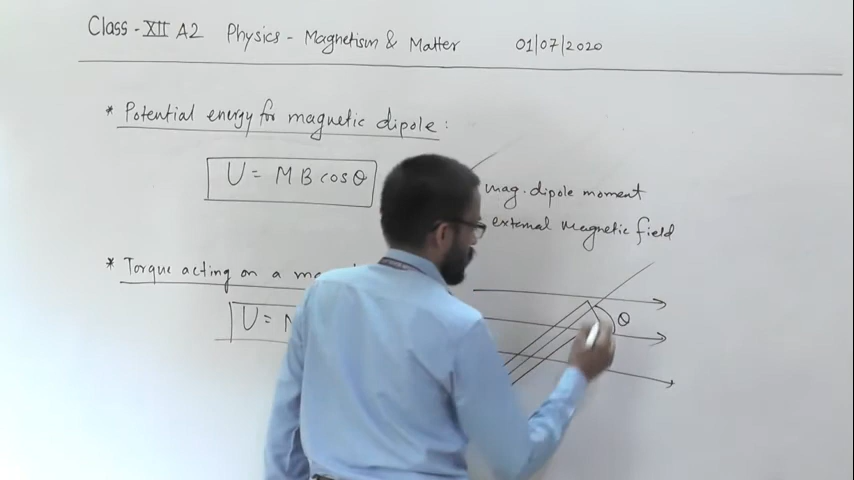 Class - XII A2 Physics - Magnetism & Matter 01/07/2020
* Potential energy for magnetic dipole :
U = M B cos θ
mag. dipole moment
external magnetic field
* Torque acting on a
U =
θ